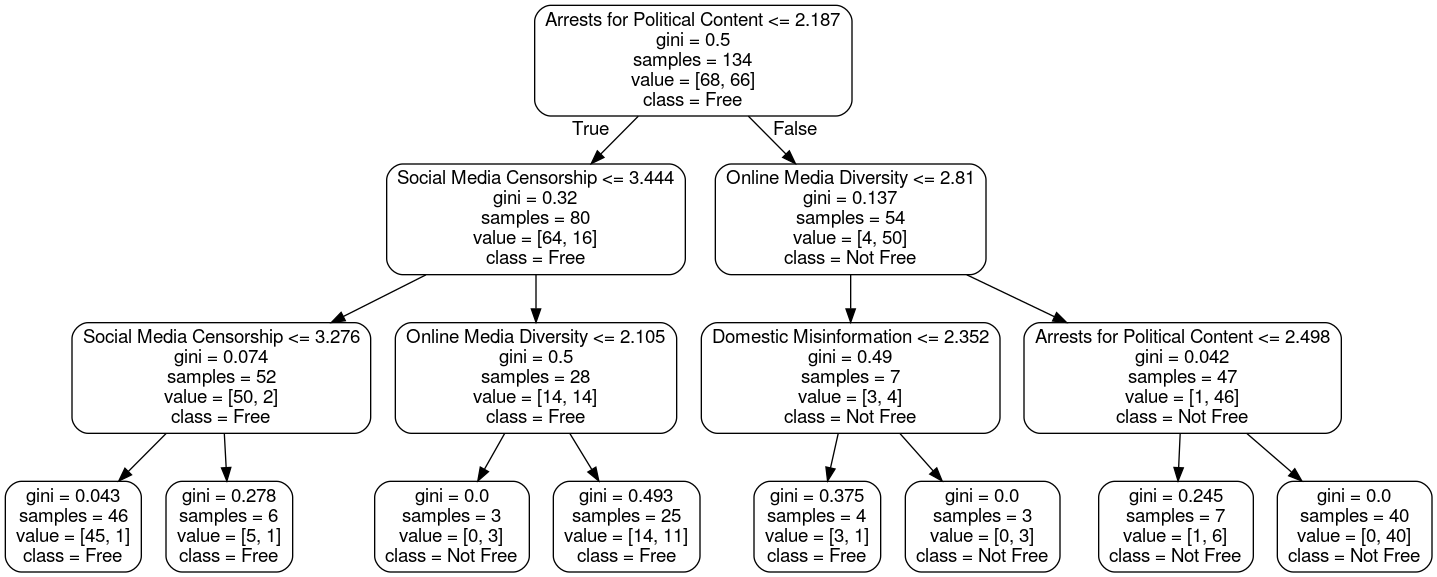 Arrests for Political Content <= 2.187
gini = 0.5
samples = 134
value = [68, 66]
class = Free
True
False
Social Media Censorship <= 3.444
gini = 0.32
samples = 80
value = [64, 16]
class = Free
Online Media Diversity <= 2.81
gini = 0.137
samples = 54
value = [4, 50]
class = Not Free
Social Media Censorship <= 3.276
gini = 0.074
samples = 52
value = [50, 2]
class = Free
Online Media Diversity <= 2.105
gini = 0.5
samples = 28
value = [14, 14]
class = Free
Domestic Misinformation <= 2.352
gini = 0.49
samples = 7
value = [3, 4]
class = Not Free
Arrests for Political Content <= 2.498
gini = 0.042
samples = 47
value = [1, 46]
class = Not Free
gini = 0.043
samples = 46
value = [45, 1]
class = Free
gini = 0.278
samples = 6
value = [5, 1]
class = Free
gini = 0.0
samples = 3
value = [0, 3]
class = Not Free
gini = 0.493
samples = 25
value = [14, 11]
class = Free
gini = 0.375
samples = 4
value = [3, 1]
class = Free
gini = 0.0
samples = 3
value = [0, 3]
class = Not Free
gini = 0.245
samples = 7
value = [1, 6]
class = Not Free
gini = 0.0
samples = 40
value = [0, 40]
class = Not Free